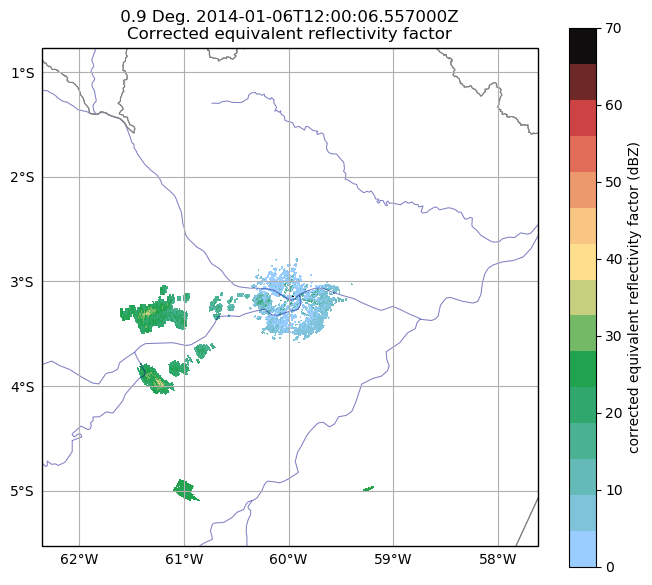 0.9 Deg. 2014-01-06T12:00:06.557000Z
Corrected equivalent reflectivity factor
1°S
2°S
3°S
4°S
5°S
62°W
61°W
60°W
59°W
58°W
70
60
50
40
30
20
10
0
corrected equivalent reflectivity factor (dBZ)